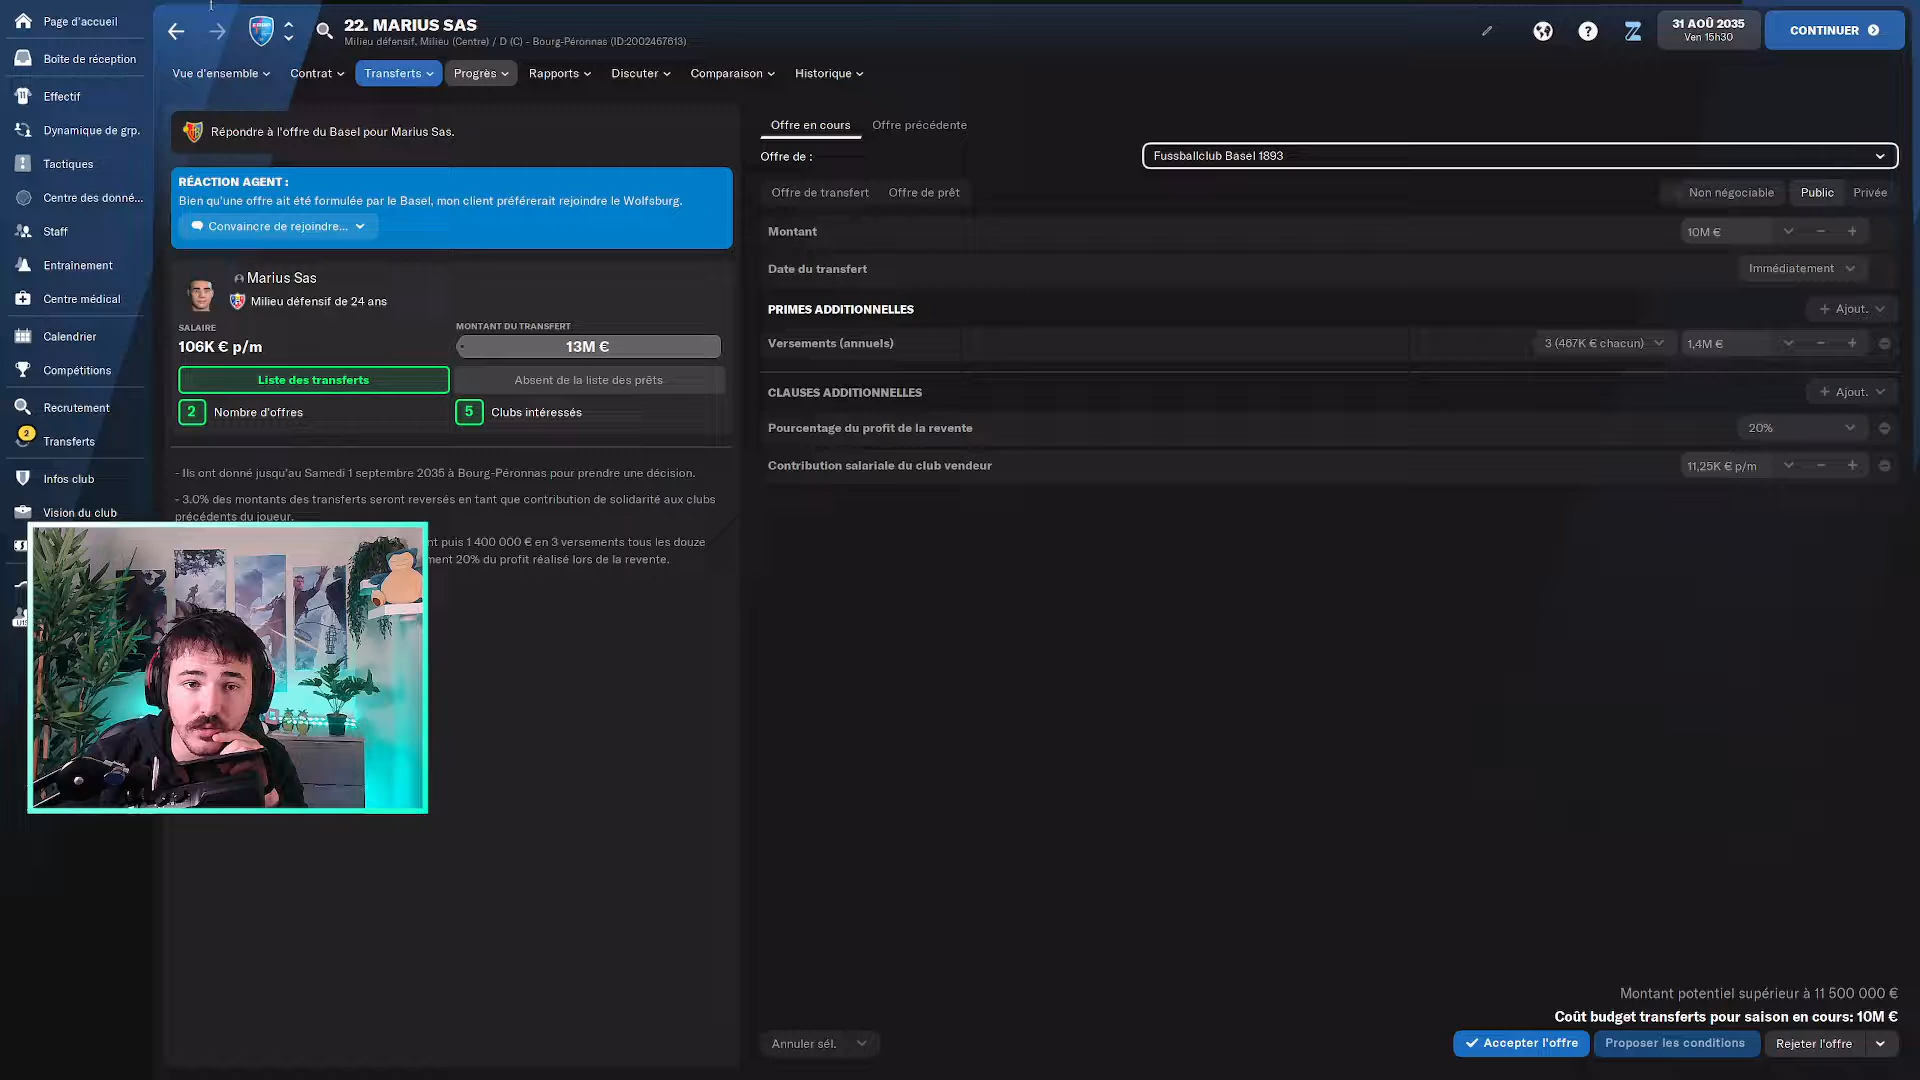 Page d'accueil
Boîte de réception
Effectif
Dynamique de grp.
Tactiques
Centre des donné...
Staff
Entraînement
Centre médical
Calendrier
Compétitions
Recrutement
2
Transferts
Infos club
Vision du club
22. MARIUS SAS
Milieu défensif, Milieu (Centre) / D (C) - Bourg-Péronnas (ID:2002467613)
31 AOÛ 2035
Ven 15h30
CONTINUER
Vue d'ensemble
Contrat
Transferts
Progrès
Rapports
Discuter
Comparaison
Historique
Répondre à l'offre du Basel pour Marius Sas.
RÉACTION AGENT :
Bien qu'une offre ait été formulée par le Basel, mon client préférerait rejoindre le Wolfsburg.
Convaincre de rejoindre...
Marius Sas
Milieu défensif de 24 ans
SALAIRE
106K € p/m
MONTANT DU TRANSFERT
13M €
Liste des transferts
Absent de la liste des prêts
2 Nombre d'offres
5 Clubs intéressés
- Ils ont donné jusqu'au Samedi 1 septembre 2035 à Bourg-Péronnas pour prendre une décision.
- 3.0% des montants des transferts seront reversés en tant que contribution de solidarité aux clubs
précédents du joueur.
nt puis 1 400 000 € en 3 versements tous les douze
ment 20% du profit réalisé lors de la revente.
Offre en cours
Offre précédente
Offre de :
Fussballclub Basel 1893
Offre de transfert
Offre de prêt
Non négociable
Public
Privée
Montant
10M €
Date du transfert
Immédiatement
PRIMES ADDITIONNELLES
Ajout.
Versements (annuels)
3 (467K € chacun)
1,4M €
CLAUSES ADDITIONNELLES
Ajout.
Pourcentage du profit de la revente
20%
Contribution salariale du club vendeur
11,25K € p/m
Montant potentiel supérieur à 11 500 000 €
Coût budget transferts pour saison en cours: 10M €
Annuler sél.
Accepter l'offre
Proposer les conditions
Rejeter l'offre